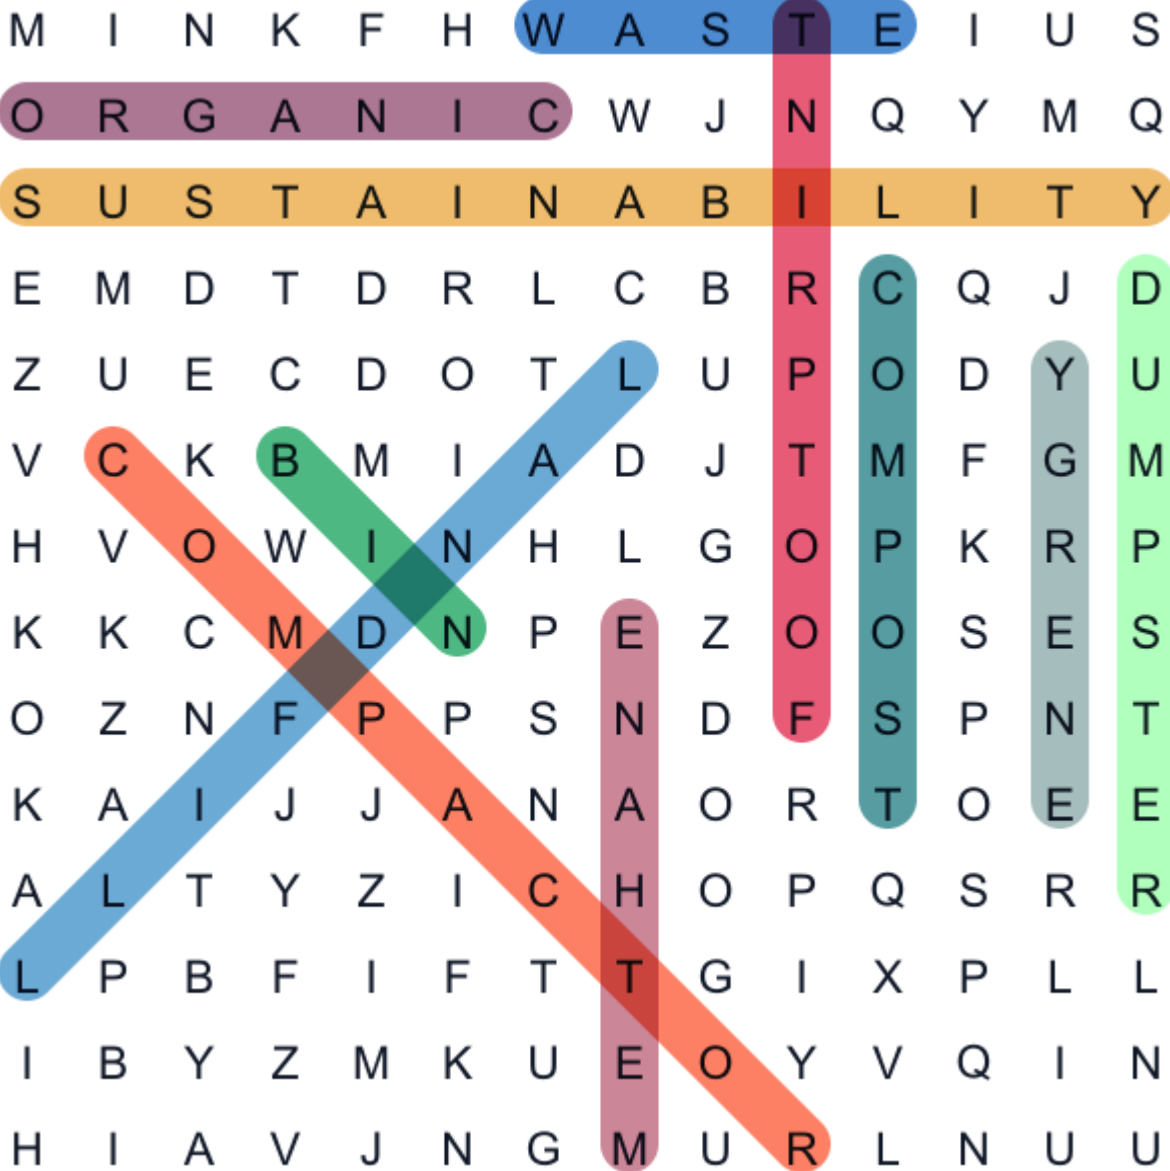 M I N K F H W A S T E I U S
O R G A N I C W J N Q Y M Q
S U S T A I N A B I L I T Y
E M D T D R L C B R C Q J D
Z U E C D O T L U P O D Y U
V C K B M I A D J T M F G M
H V O W I N H L G O P K R P
K K C M D N P E Z O O S E S
O Z N F P P S N D F S P N T
K A I J J A N A O R T O E E
A L T Y Z I C H O P Q S R R
L P B F I F T T G I X P L L
I B Y Z M K U E O Y V Q I N
H I A V J N G M U R L N U U